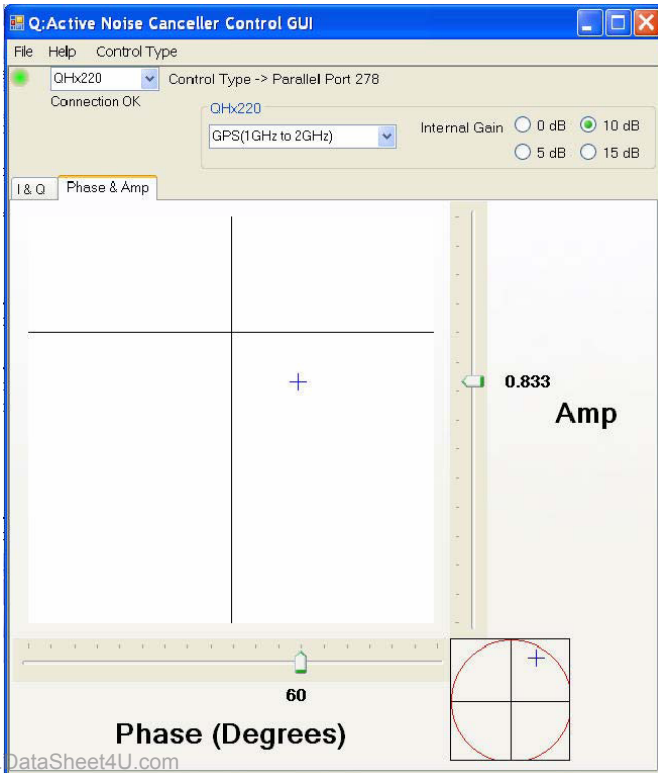 Q:Active Noise Canceller Control GUI
File Help Control Type
QHx220 Control Type -> Parallel Port 278
Connection OK
QHx220
GPS(1GHz to 2GHz)
Internal Gain 0 dB 10 dB
5 dB 15 dB
I & Q Phase & Amp
0.833
Amp
60
Phase (Degrees)
DataSheet4U.com